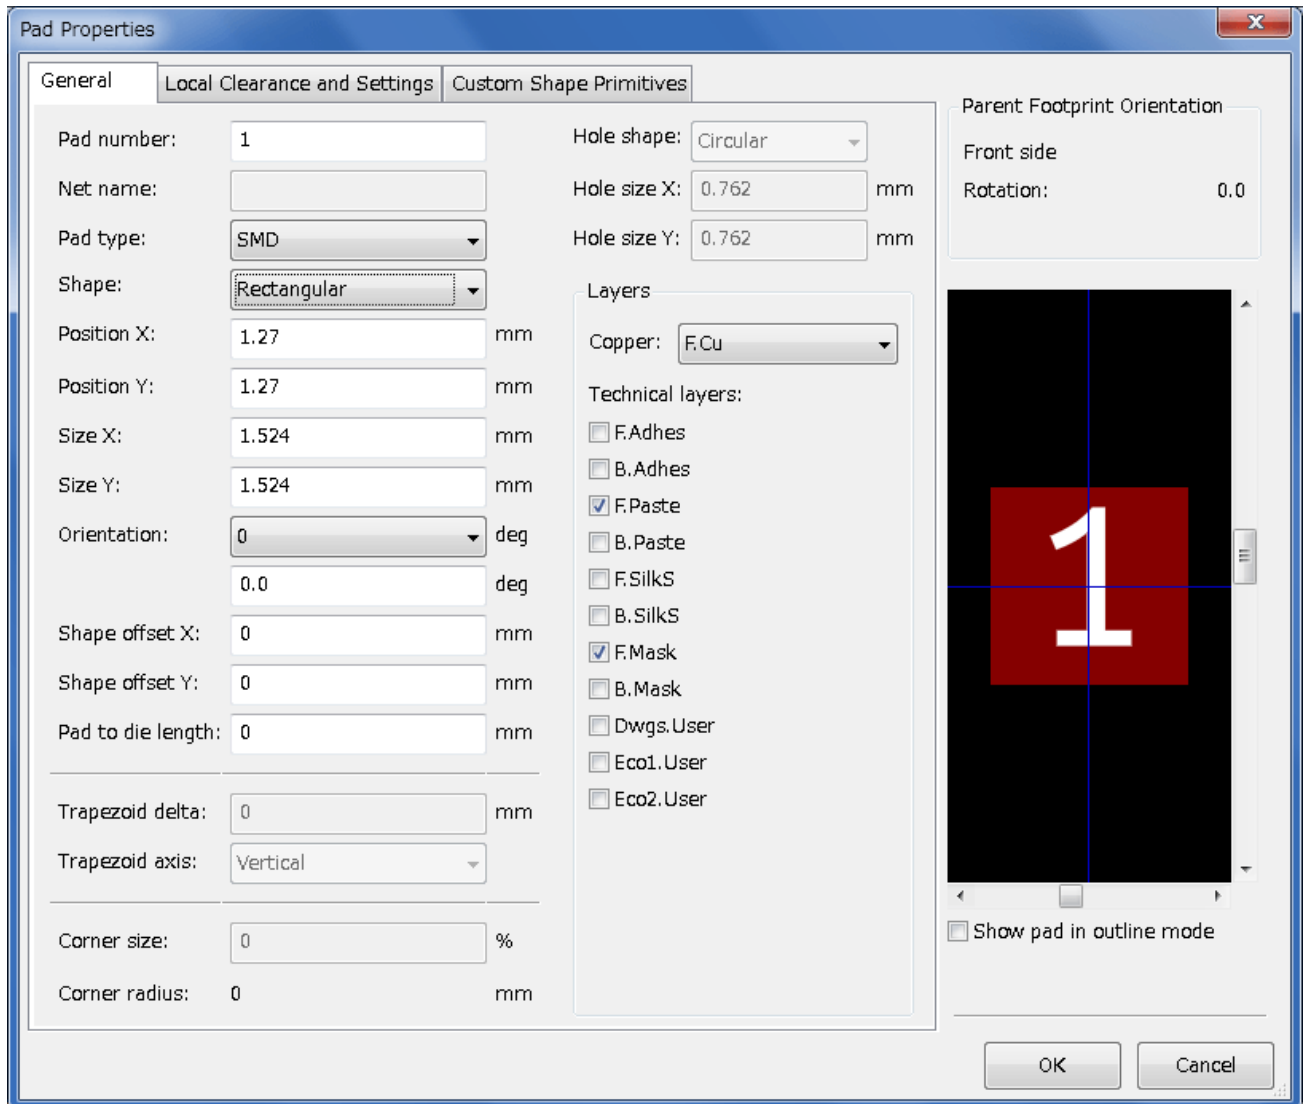 Pad Properties
General
Local Clearance and Settings
Custom Shape Primitives
Pad number: 1
Net name:
Pad type: SMD
Shape: Rectangular
Position X: 1.27 mm
Position Y: 1.27 mm
Size X: 1.524 mm
Size Y: 1.524 mm
Orientation: 0 deg
0.0 deg
Shape offset X: 0 mm
Shape offset Y: 0 mm
Pad to die length: 0 mm
Trapezoid delta: 0 mm
Trapezoid axis: Vertical
Corner size: 0 %
Corner radius: 0 mm
Hole shape: Circular
Hole size X: 0.762 mm
Hole size Y: 0.762 mm
Layers
Copper: F.Cu
Technical layers:
F.Adhes
B.Adhes
F.Paste
B.Paste
F.SilkS
B.SilkS
F.Mask
B.Mask
Dwgs.User
Eco1.User
Eco2.User
Parent Footprint Orientation
Front side
Rotation: 0.0
1
Show pad in outline mode
OK
Cancel